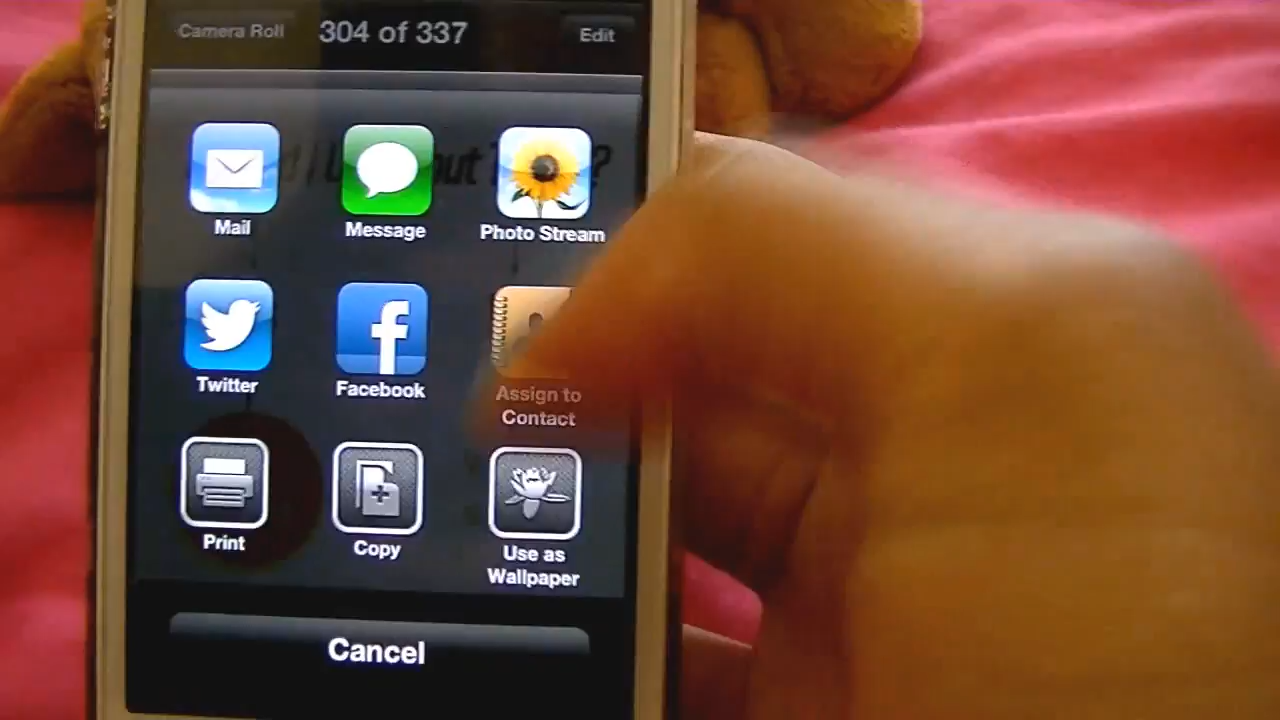 Camera Roll 304 of 337 Edit
Mail Message Photo Stream
Twitter Facebook Assign to
Contact
Print Copy Use as
Wallpaper
Cancel